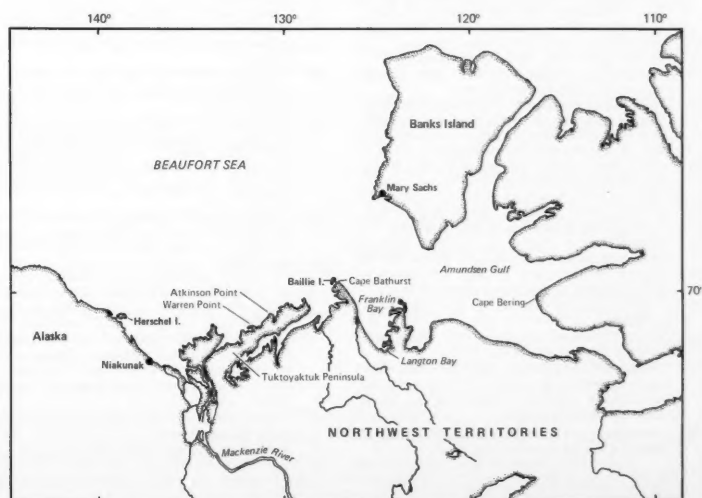 140° 130° 120° 110°
Banks Island
BEAUFORT SEA
Mary Sachs
Amundsen Gulf
Baillie I. Cape Bathurst
Atkinson Point
Franklin
Bay
Cape Bering
70°
Warren Point
Herschel I.
Alaska
Langton Bay
Niakunak
Tuktoyaktuk Peninsula
NORTHWEST TERRITORIES
Mackenzie River